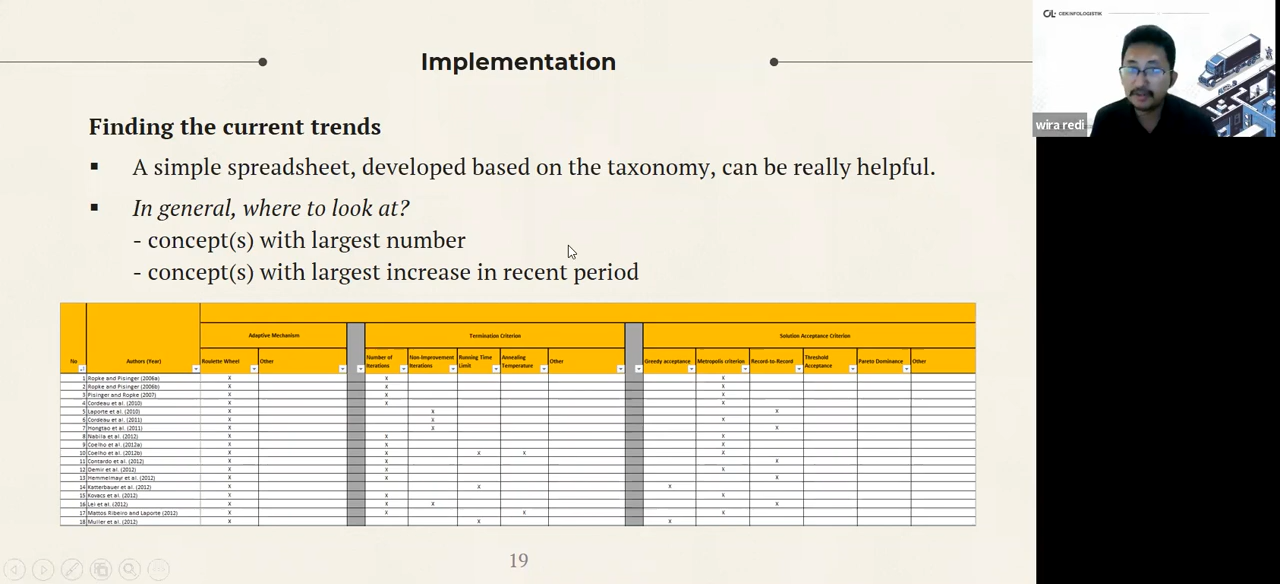 Implementation
Finding the current trends
▪ A simple spreadsheet, developed based on the taxonomy, can be really helpful.
▪ In general, where to look at?
- concept(s) with largest number
- concept(s) with largest increase in recent period
Adaptive Mechanism Termination Criterion Solution Acceptance Criterion
No Authors (Year) Roulette Wheel Other Number of Iterations Non-Improvement Iterations Running Time Limit Annealing Temperature Other Greedy acceptance Metropolis criterion Record-to-Record Threshold Acceptance Pareto Dominance Other
1 Ropke and Pisinger (2006a) X X X
2 Ropke and Pisinger (2006b) X X X
3 Pisinger and Ropke (2007) X X X
4 Cordeau et al. (2010) X X X
5 Laporte et al. (2010) X X X
6 Cordeau et al. (2011) X X X
7 Hongtao et al. (2011) X X X
8 Nabila et al. (2012) X X X
9 Coelho et al. (2012a) X X X
10 Coelho et al. (2012b) X X X X X
11 Contardo et al. (2012) X X X
12 Demir et al. (2012) X X X
13 Hemmelmayr et al. (2012) X X X
14 Katterbauer et al. (2012) X X X
15 Kovacs et al. (2012) X X X
16 Lei et al. (2012) X X X X
17 Mattos Ribeiro and Laporte (2012) X X X X
18 Muller et al. (2012) X X X
19
CEKINFOLOGISTIK
wira redi